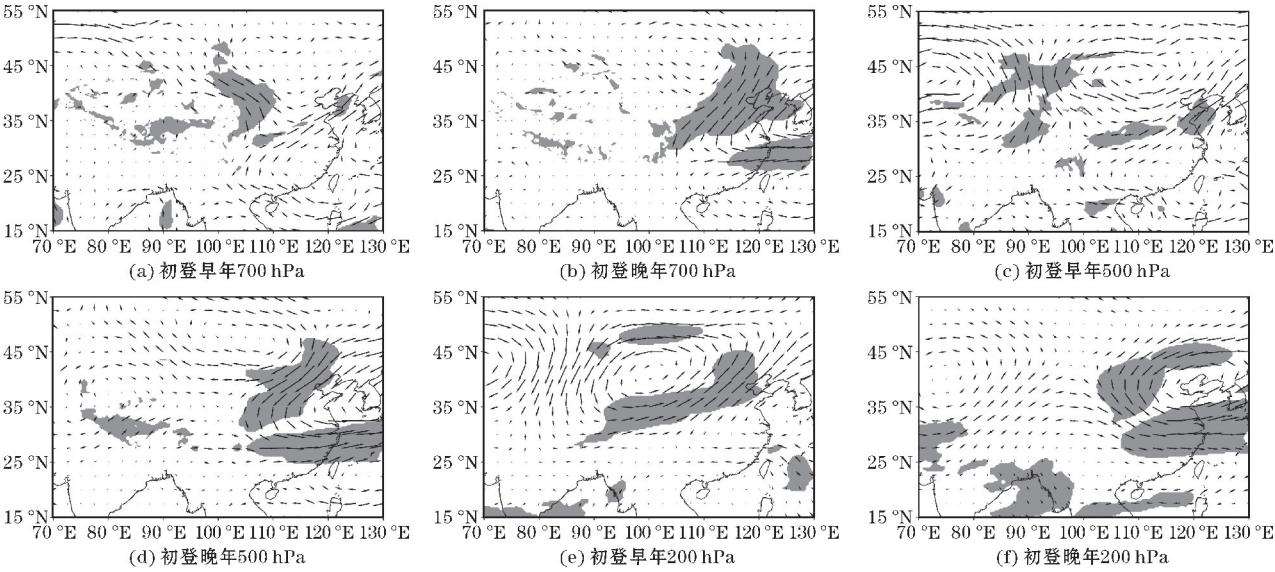 55 °N 55 °N 55 °N
45 °N 45 °N 45 °N
35 °N 35 °N 35 °N
25 °N 25 °N 25 °N
15 °N 15 °N 15 °N
70 °E 80 °E 90 °E 100 °E 110 °E 120 °E 130 °E 70 °E 80 °E 90 °E 100 °E 110 °E 120 °E 130 °E 70 °E 80 °E 90 °E 100 °E 110 °E 120 °E 130 °E
(a) 初登早年700 hPa (b) 初登晚年700 hPa (c) 初登早年500 hPa
55 °N 55 °N 55 °N
45 °N 45 °N 45 °N
35 °N 35 °N 35 °N
25 °N 25 °N 25 °N
15 °N 15 °N 15 °N
70 °E 80 °E 90 °E 100 °E 110 °E 120 °E 130 °E 70 °E 80 °E 90 °E 100 °E 110 °E 120 °E 130 °E 70 °E 80 °E 90 °E 100 °E 110 °E 120 °E 130 °E
(d) 初登晚年500 hPa (e) 初登早年200 hPa (f) 初登晚年200 hPa